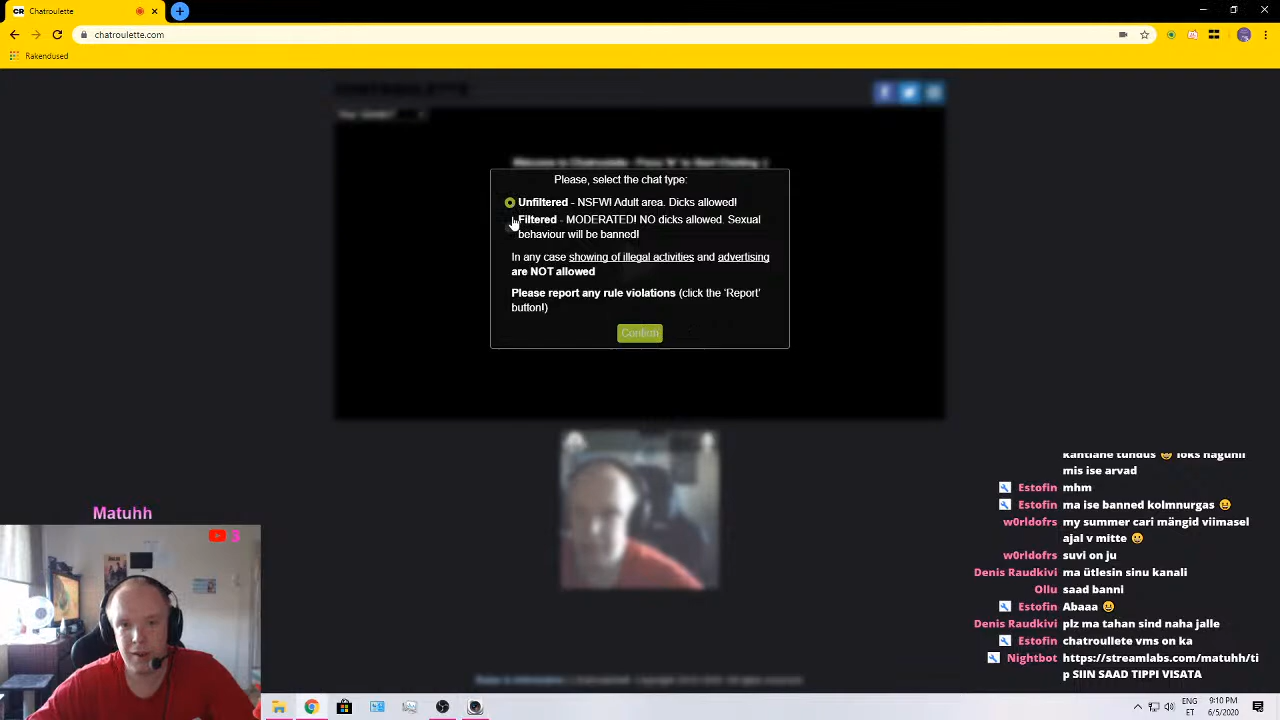 CR Chatroulette
chatroulette.com
Rakendused
Please, select the chat type:
Unfiltered - NSFW! Adult area. Dicks allowed!
Filtered - MODERATED! NO dicks allowed. Sexual
behaviour will be banned!
In any case showing of illegal activities and advertising
are NOT allowed
Please report any rule violations (click the 'Report'
button!)
Confirm
mis ise arvad
Estofin mhm
Estofin ma ise banned kolmnurgas
w0rldofrs my summer cari mängid viimasel
ajal v mitte
w0rldofrs suvi on ju
Denis Raudkivi ma ütlesin sinu kanali
Ollu saad banni
Estofin Abaaa
Denis Raudkivi plz ma tahan sind naha jalle
Estofin chatroullete vms on ka
Nightbot https://streamlabs.com/matuhh/ti
p SIIN SAAD TIPPI VISATA
Matuhh
3
9:10 PM
ET 6/5/2020